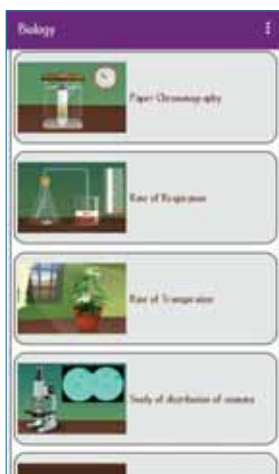 Biology
Paper Chromatography
Rate of Respiration
Rate of Transpiration
Study of distribution of stomata